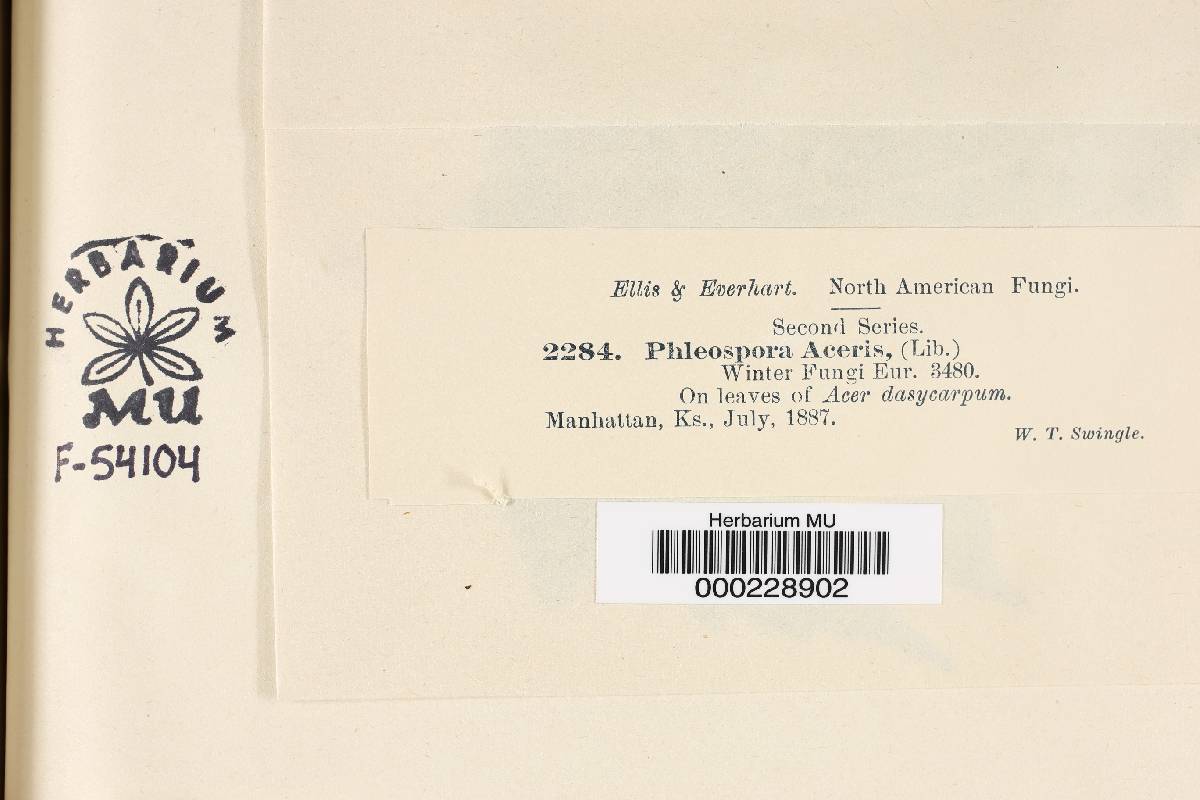 HERBARIUM
MU
F-54104
Ellis & Everhart. North American Fungi.
Second Series.
2284. Phleospora Aceris, (Lib.)
Winter Fungi Eur. 3480.
On leaves of Acer dasycarpum.
Manhattan, Ks., July, 1887.
W. T. Swingle.
Herbarium MU
000228902